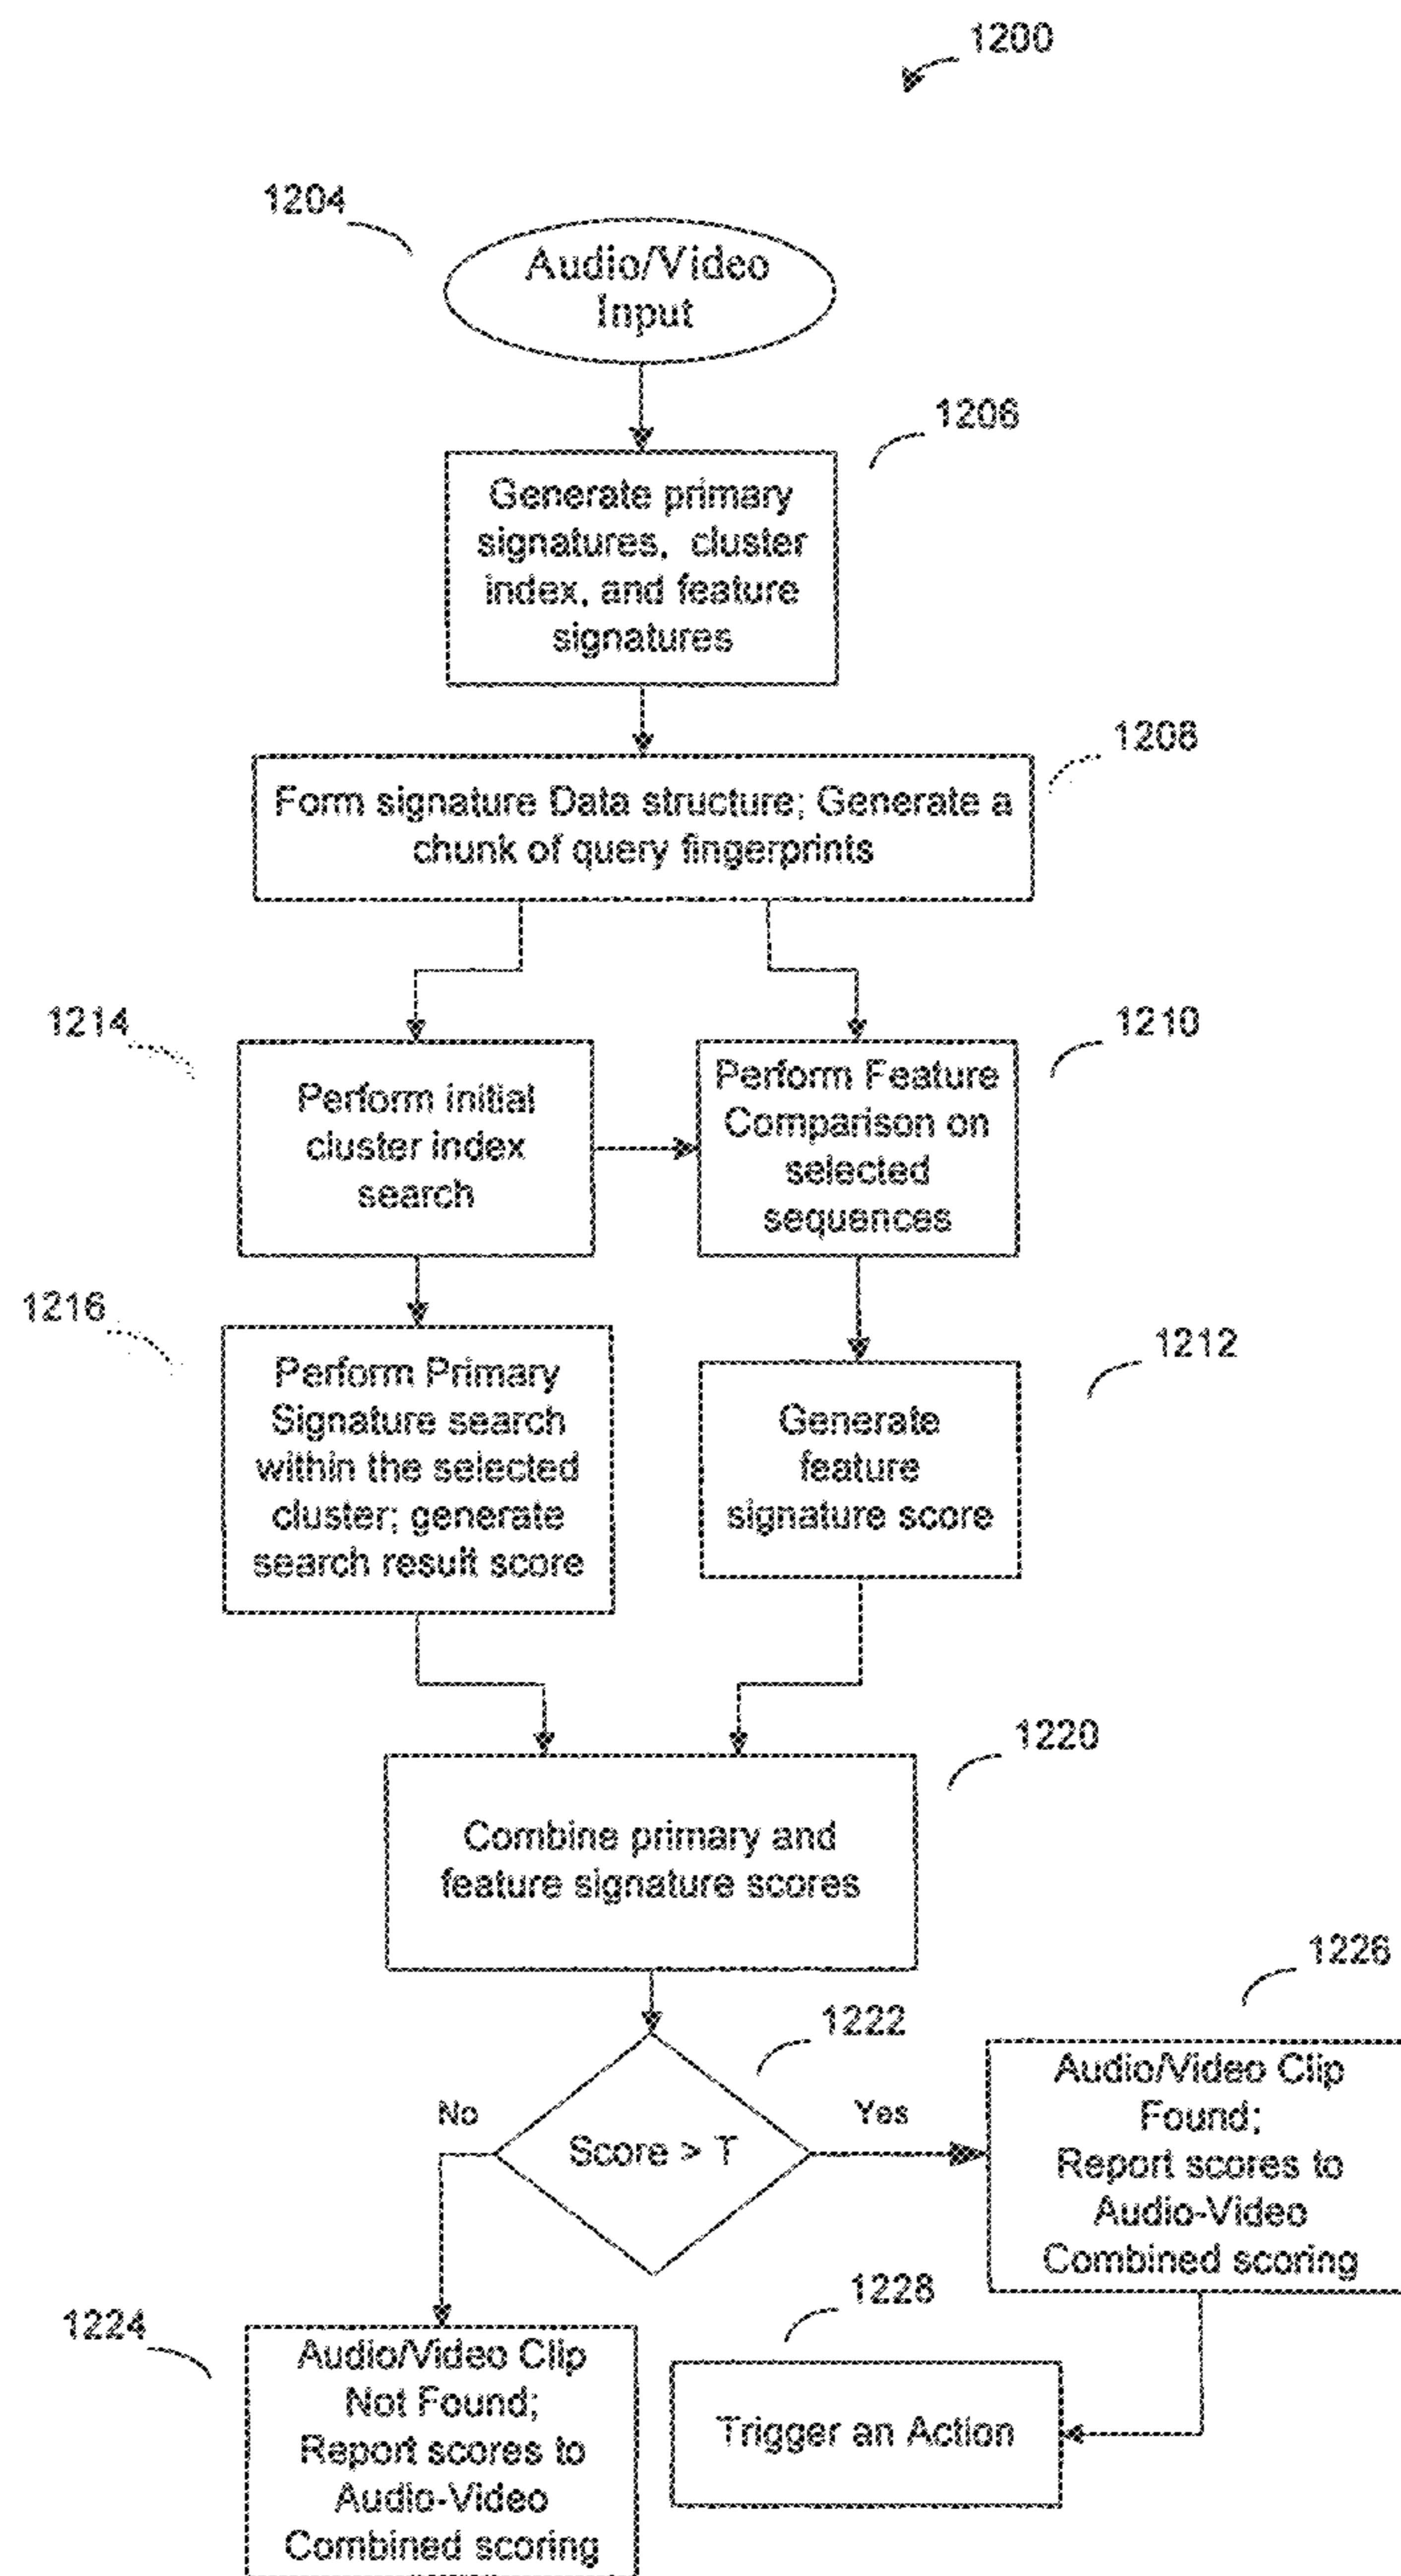 1200
1204
Audio/Video
Input
1206
Generate primary
signatures, cluster
index, and feature
signatures
1208
Form signature Data structure; Generate a
chunk of query fingerprints
1214
1210
Perform initial
cluster index
search
Perform Feature
Comparison on
selected
sequences
1216
1212
Perform Primary
Signature search
within the selected
cluster; generate
search result score
Generate
feature
signature score
1220
Combine primary and
feature signature scores
1226
1222
No
Score > T
Yes
Audio/Video Clip
Found;
Report scores to
Audio-Video
Combined scoring
1228
1224
Audio/Video Clip
Not Found;
Report scores to
Audio-Video
Combined scoring
Trigger an Action